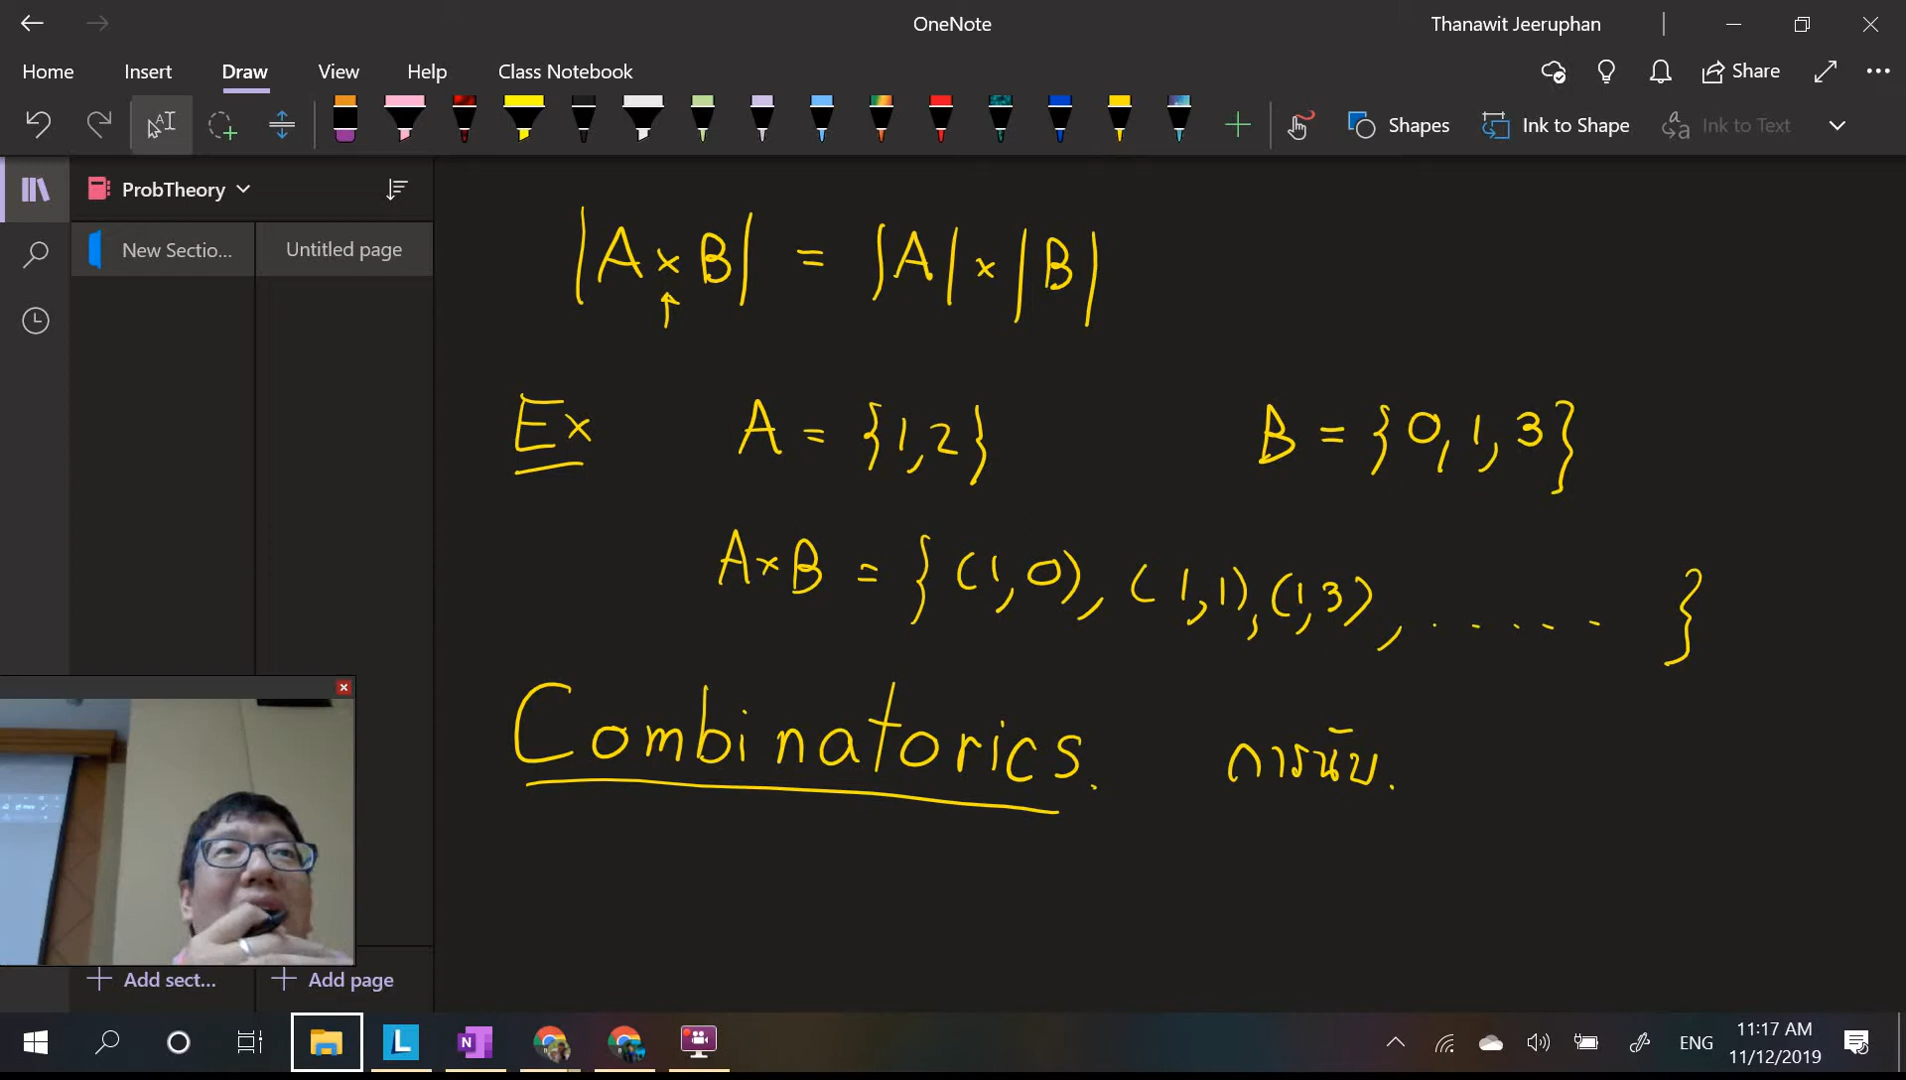 OneNote
Thanawit Jeeruphan
Home Insert Draw View Help Class Notebook
Share
Shapes Ink to Shape Ink to Text
ProbTheory
New Sectio... Untitled page
|A × B| = |A| × |B|
Ex A = {1,2} B = {0, 1, 3}
A×B = {(1,0), (1,1), (1,3), ..... }
Combinatorics. การนับ.
Add sect... Add page
ENG
11:17 AM
11/12/2019